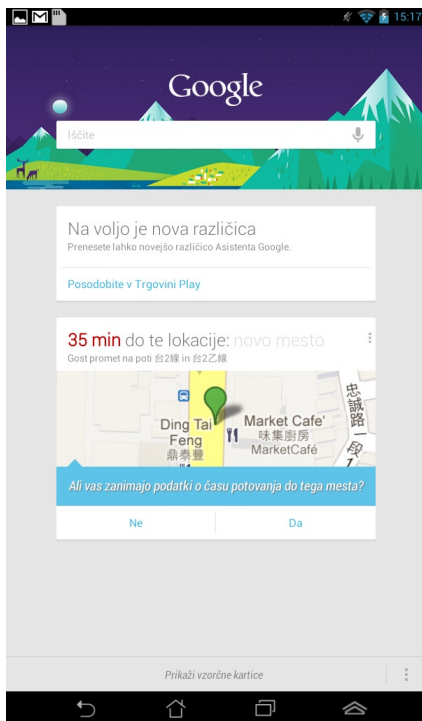 15:17
Google
Iščite
Na voljo je nova različica
Prenesete lahko novejšo različico Asistenta Google.
Posodobite v Trgovini Play
35 min do te lokacije: novo mesto
Gost promet na poti 台2線 in 台2乙線
Ding Tai
Feng
鼎泰豐
Market Cafe'
味集廚房
MarketCafé
忠誠路一段
Ali vas zanimajo podatki o času potovanja do tega mesta?
Ne
Da
Prikaži vzorčne kartice